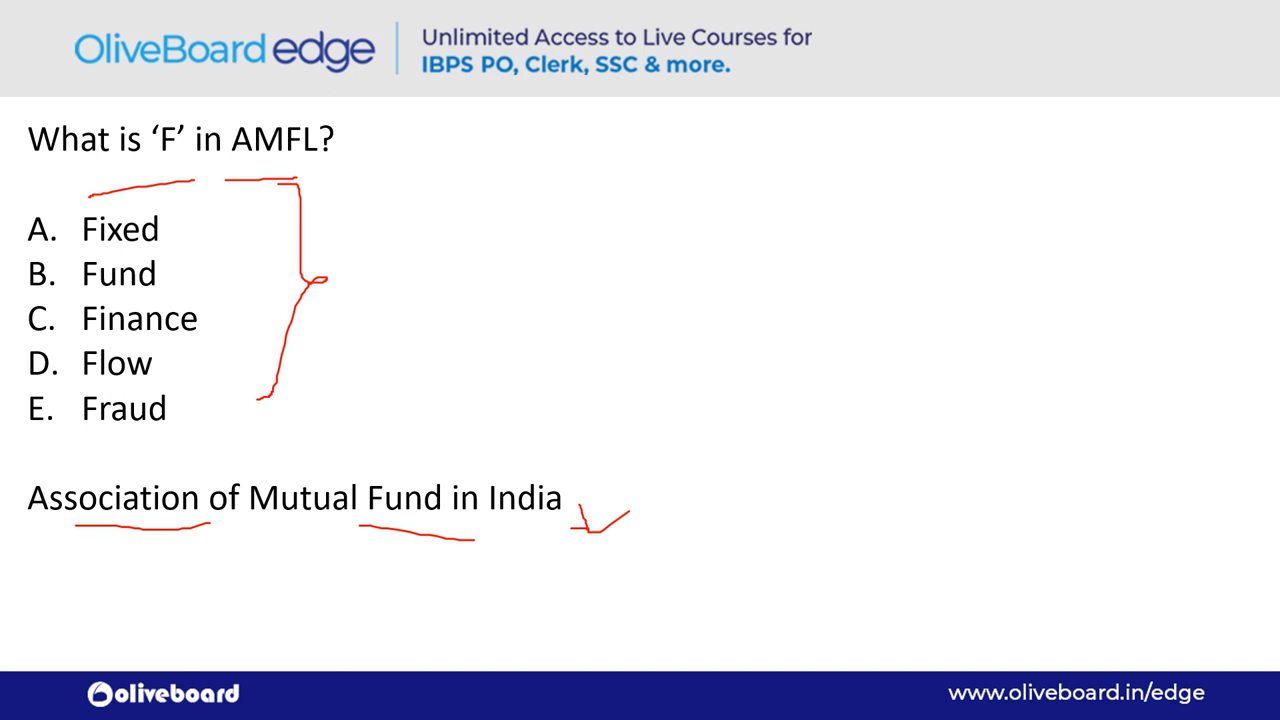 OliveBoard edge
Unlimited Access to Live Courses for
IBPS PO, Clerk, SSC & more.
What is ‘F’ in AMFL?
A. Fixed
B. Fund
C. Finance
D. Flow
E. Fraud
Association of Mutual Fund in India
oliveboard
www.oliveboard.in/edge